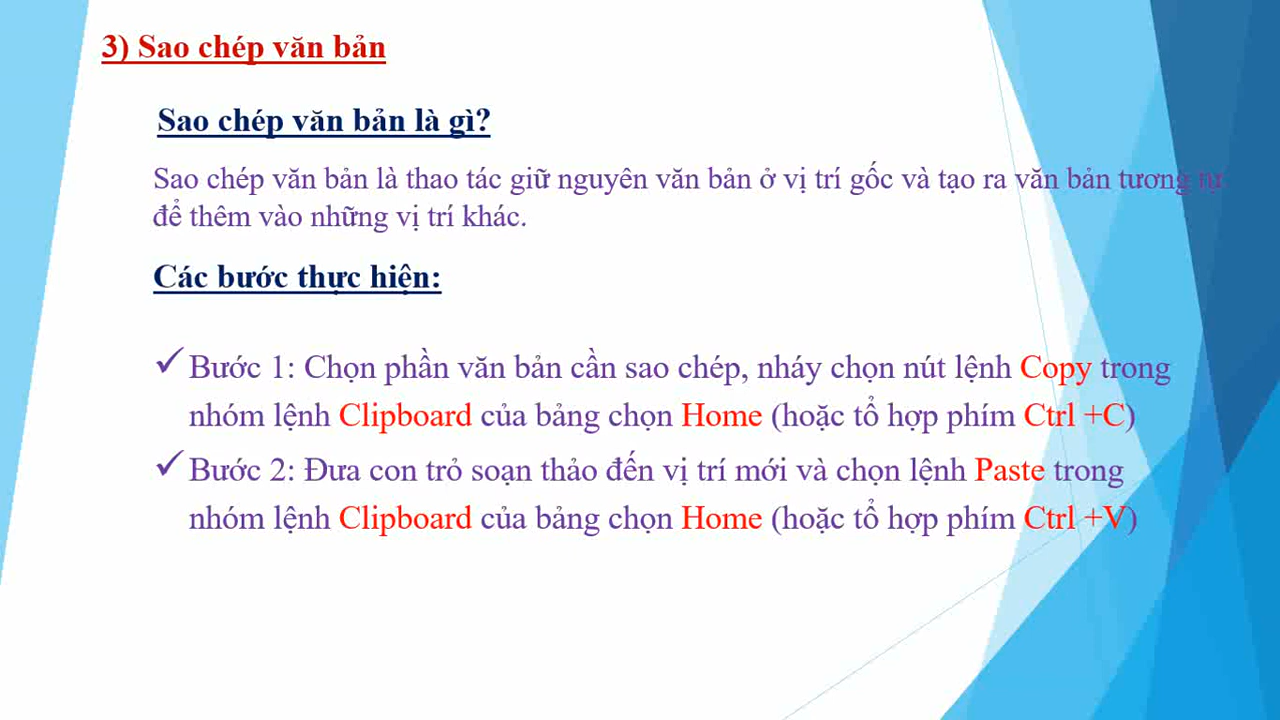 3) Sao chép văn bản
Sao chép văn bản là gì?
Sao chép văn bản là thao tác giữ nguyên văn bản ở vị trí gốc và tạo ra văn bản tương tự
để thêm vào những vị trí khác.
Các bước thực hiện:
✓ Bước 1: Chọn phần văn bản cần sao chép, nháy chọn nút lệnh Copy trong
nhóm lệnh Clipboard của bảng chọn Home (hoặc tổ hợp phím Ctrl +C)
✓ Bước 2: Đưa con trỏ soạn thảo đến vị trí mới và chọn lệnh Paste trong
nhóm lệnh Clipboard của bảng chọn Home (hoặc tổ hợp phím Ctrl +V)